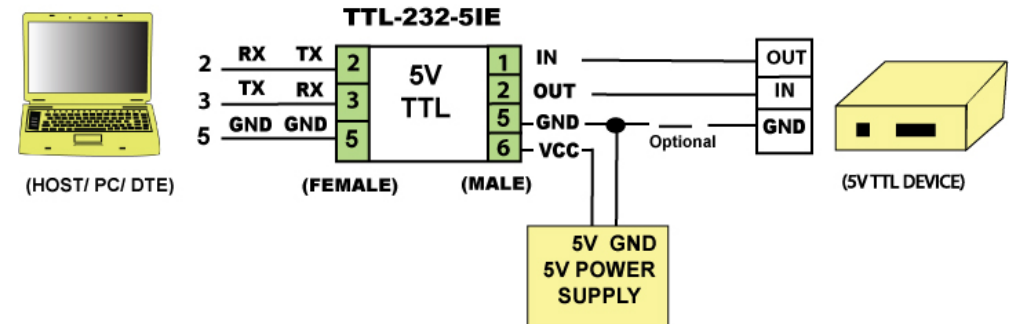 TTL-232-5IE
2 RX TX 2
3 TX RX 3
5 GND GND 5
5V
TTL
1 IN
2 OUT
5 GND
6 VCC
Optional
OUT
IN
GND
(HOST/ PC/ DTE)
(FEMALE)
(MALE)
(5V TTL DEVICE)
5V GND
5V POWER
SUPPLY